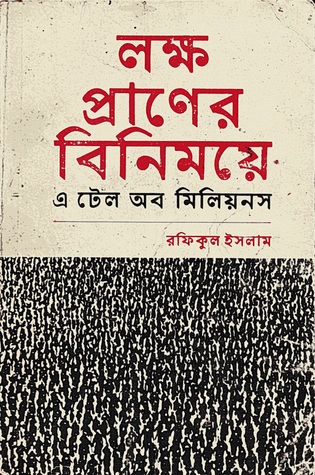 লক্ষ
প্রাণের
বিনিময়ে
এ টেল অব মিলিয়নস
রফিকুল ইসলাম